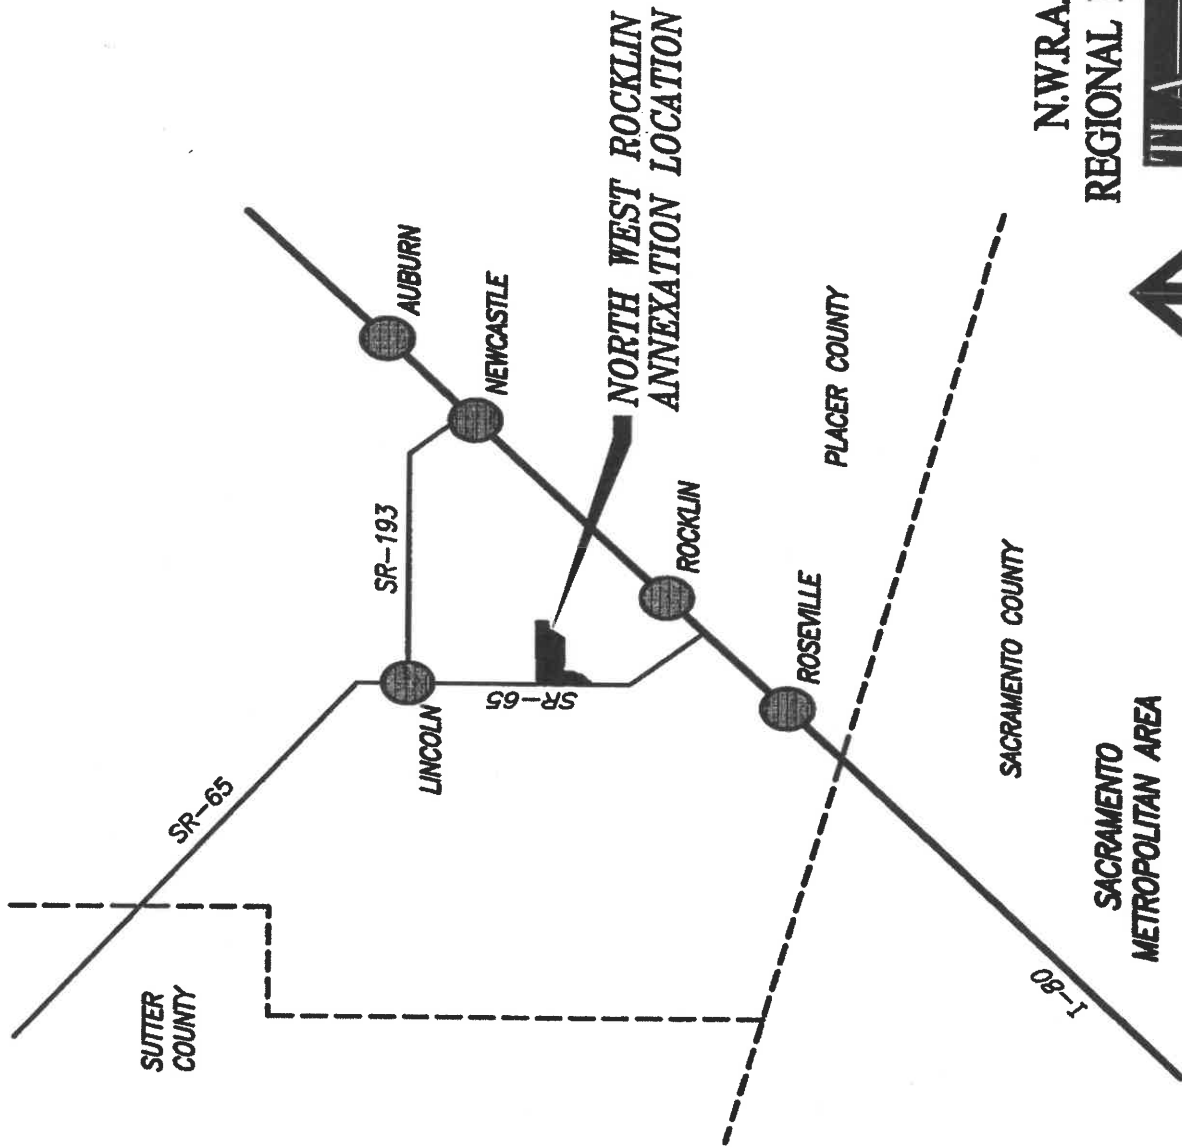 SR-65
SUTTER
COUNTY
LINCOLN
SR-193
AUBURN
NEWCASTLE
SR-65
NORTH WEST ROCKLIN
ANNEXATION LOCATION
ROCKLIN
ROSEVILLE
PLACER COUNTY
SACRAMENTO COUNTY
SACRAMENTO
METROPOLITAN AREA
I-80
N.W.R.A.
REGIONAL